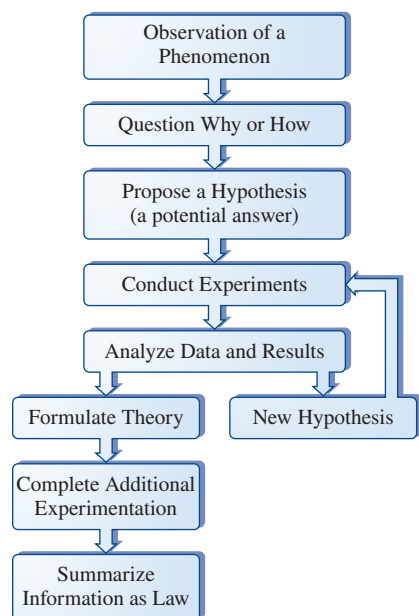 Observation of a
Phenomenon
Question Why or How
Propose a Hypothesis
(a potential answer)
Conduct Experiments
Analyze Data and Results
Formulate Theory
New Hypothesis
Complete Additional
Experimentation
Summarize
Information as Law